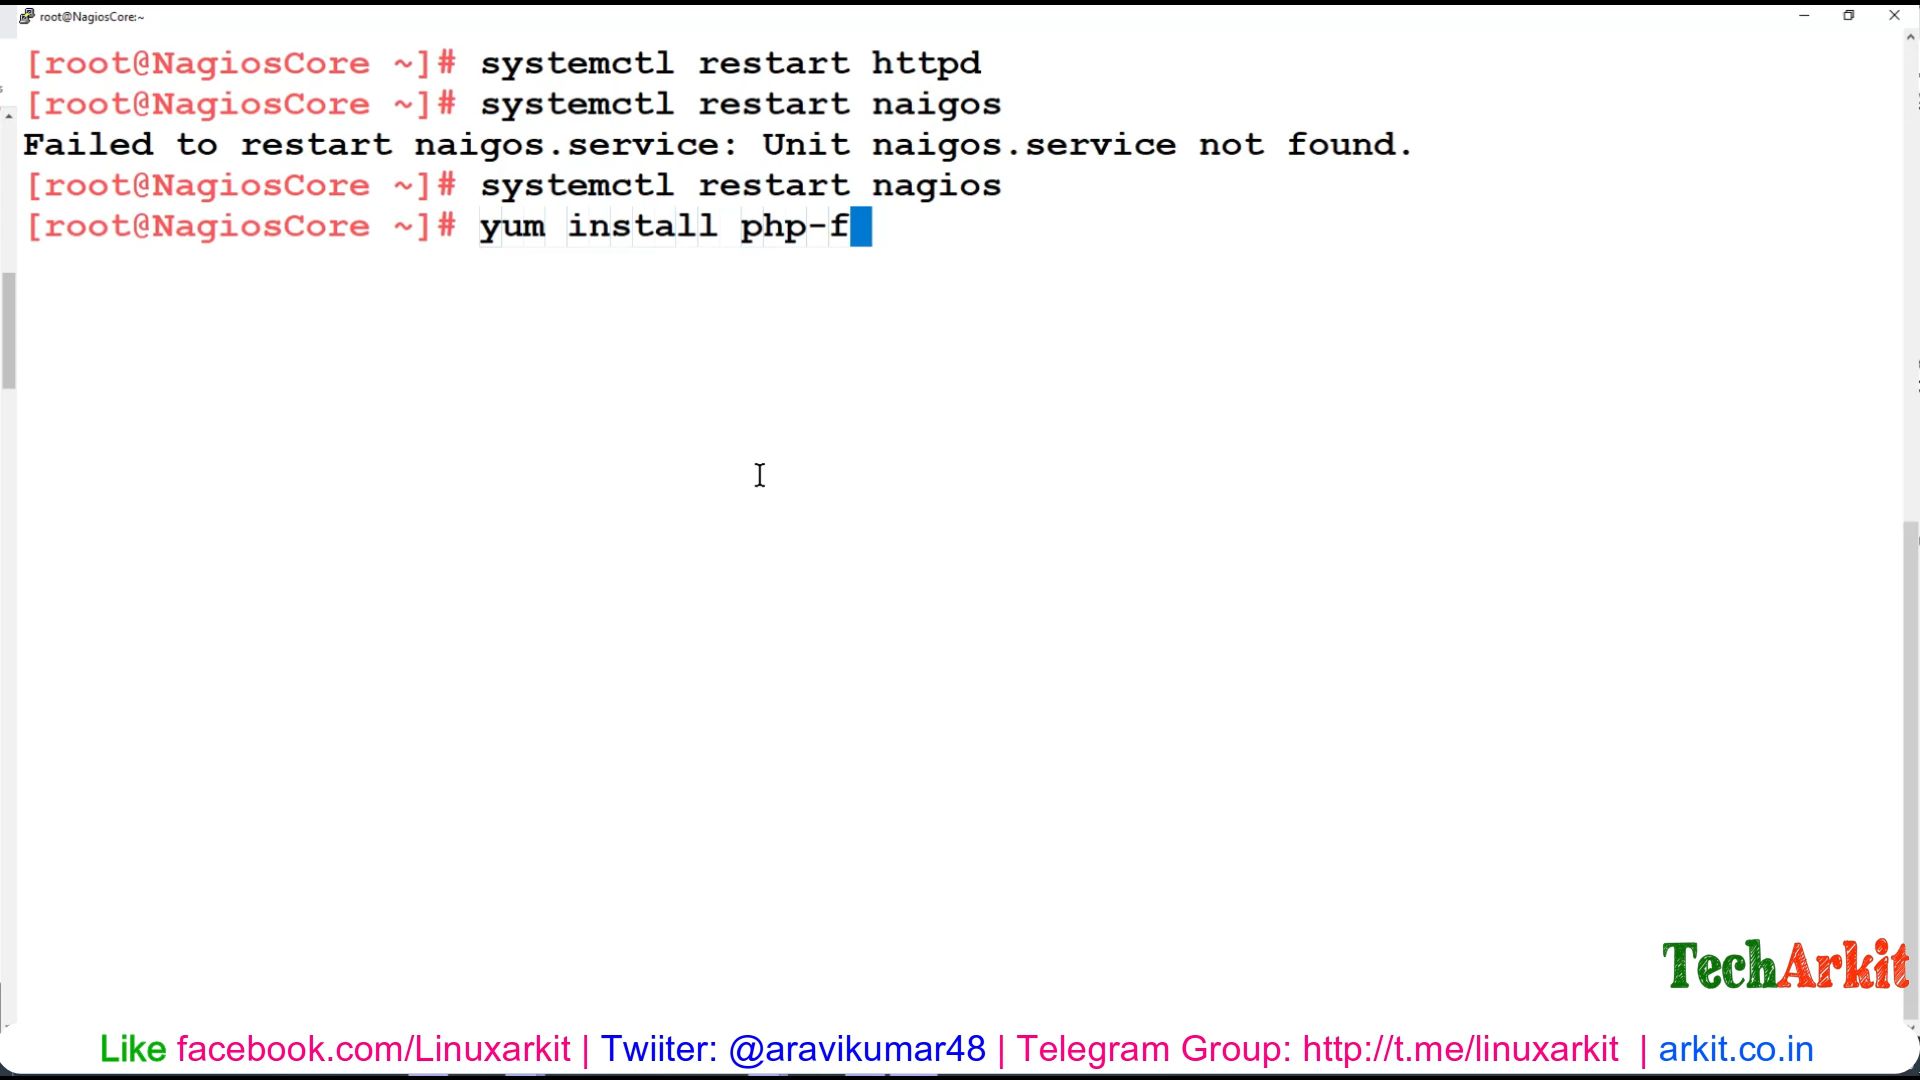 root@NagiosCore:~
[root@NagiosCore ~]# systemctl restart httpd
[root@NagiosCore ~]# systemctl restart naigos
Failed to restart naigos.service: Unit naigos.service not found.
[root@NagiosCore ~]# systemctl restart nagios
[root@NagiosCore ~]# yum install php-f
TechArkit
Like facebook.com/Linuxarkit | Twiiter: @aravikumar48 | Telegram Group: http://t.me/linuxarkit | arkit.co.in